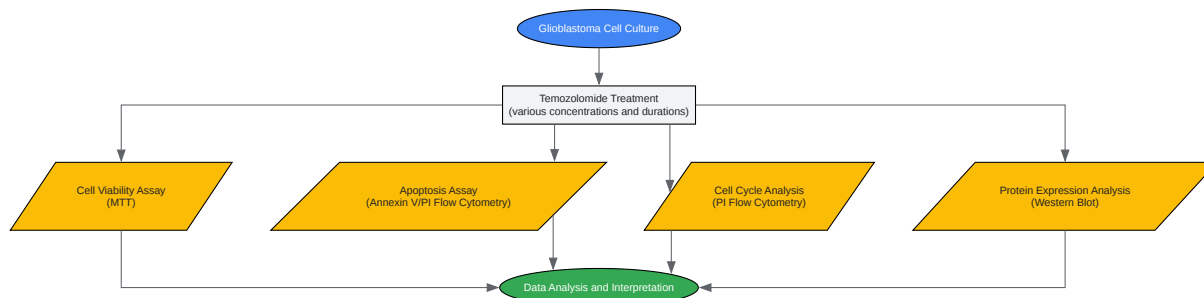 Glioblastoma Cell Culture
Temozolomide Treatment
(various concentrations and durations)
Cell Viability Assay
(MTT)
Apoptosis Assay
(Annexin V/PI Flow Cytometry)
Cell Cycle Analysis
(PI Flow Cytometry)
Protein Expression Analysis
(Western Blot)
Data Analysis and Interpretation